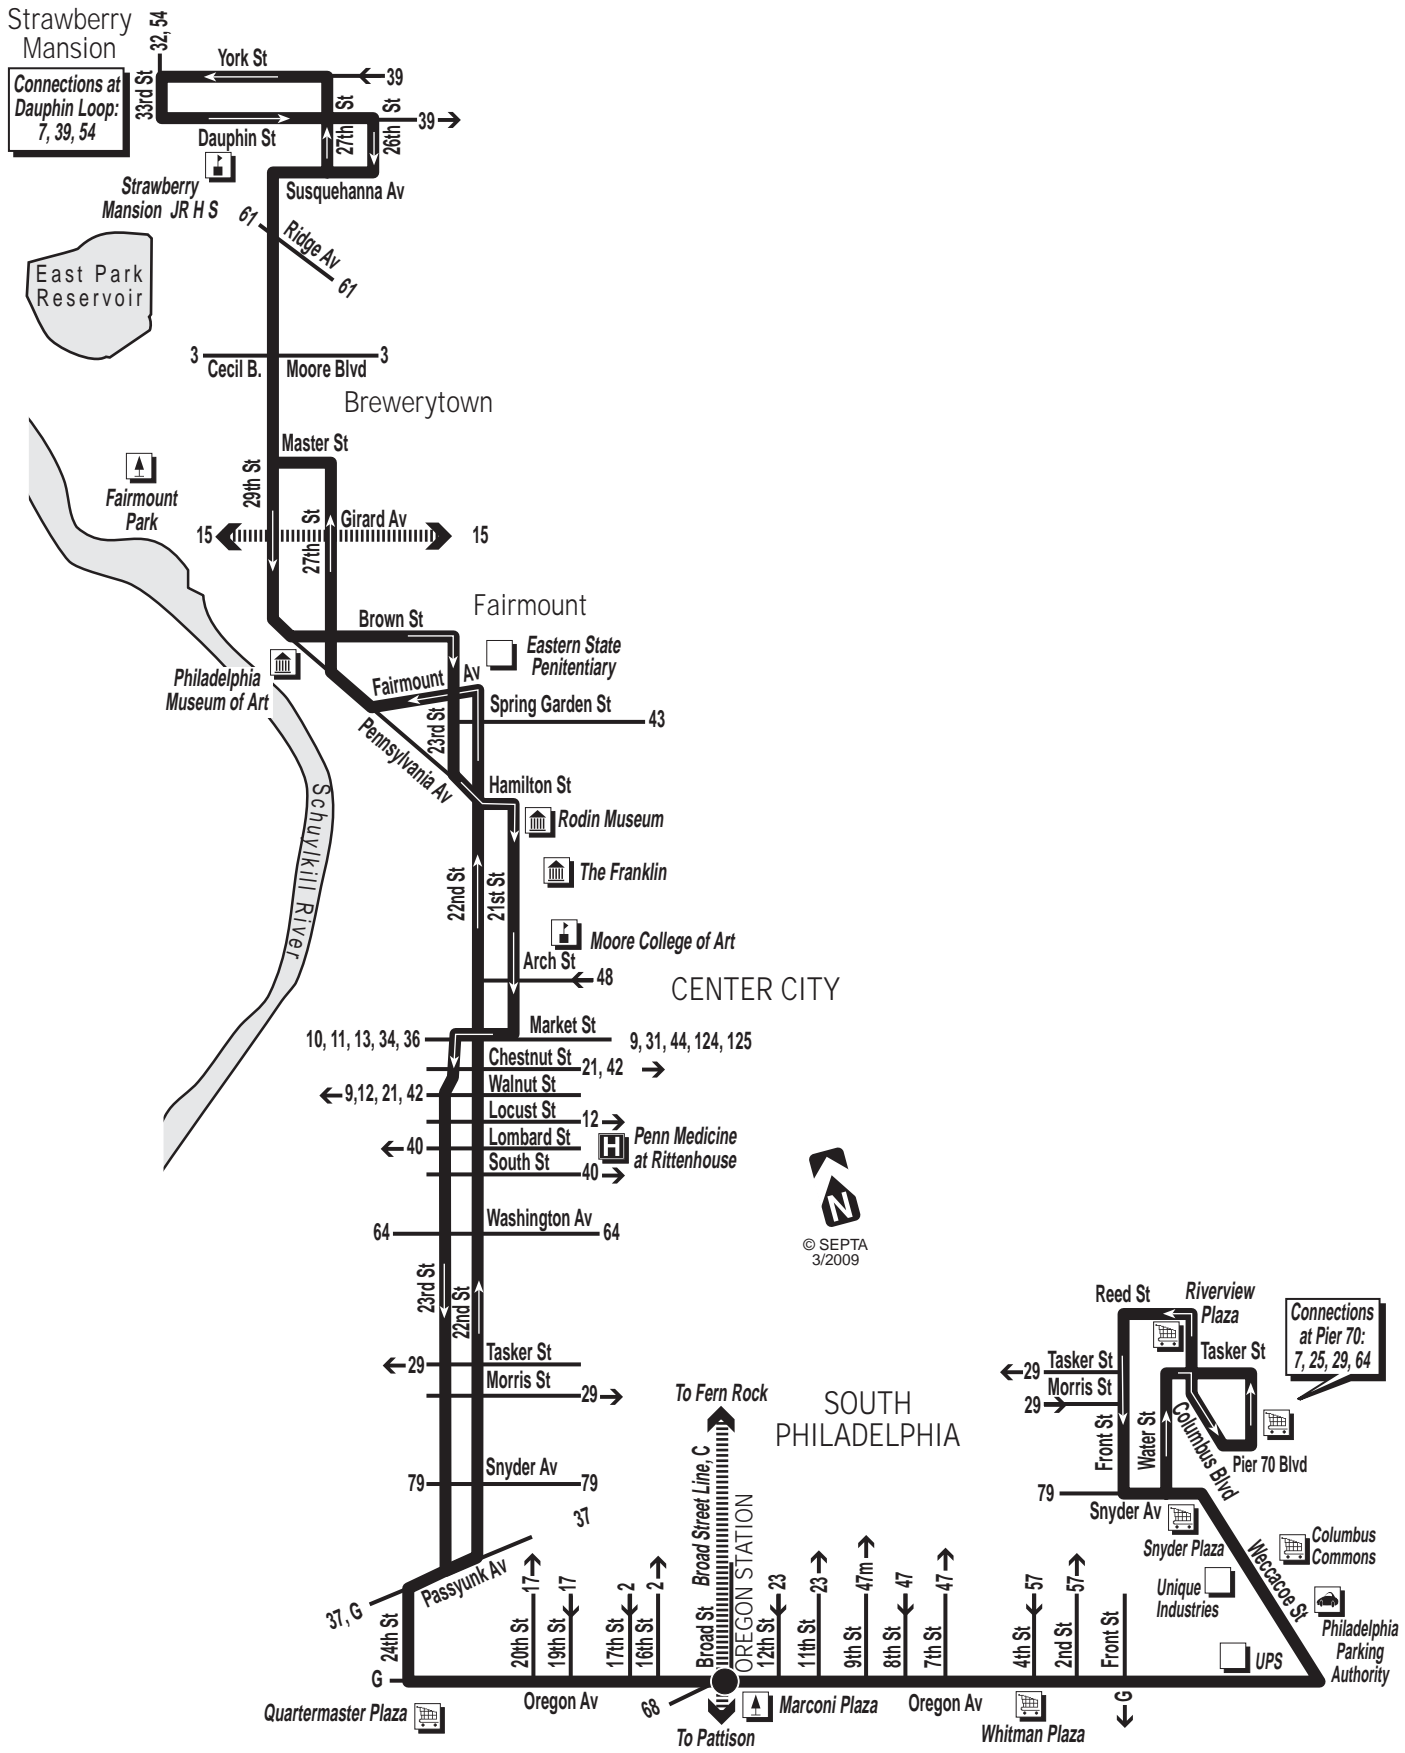 Strawberry
Mansion
32, 54
Connections at
Dauphin Loop:
7, 39, 54
33rd St
York St
39
27th St
26th St
39
Dauphin St
Strawberry
Mansion JR H S
Susquehanna Av
61
Ridge Av
61
East Park
Reservoir
3
Cecil B. Moore Blvd
3
Brewerytown
Master St
29th St
Fairmount
Park
15
27th St
Girard Av
15
Brown St
Fairmount
Eastern State
Penitentiary
Philadelphia
Museum of Art
Fairmount Av
Spring Garden St
43
23rd St
Pennsylvania Av
Hamilton St
Rodin Museum
Schuylkill River
The Franklin
22nd St
21st St
Moore College of Art
Arch St
48
CENTER CITY
10, 11, 13, 34, 36
Market St
9, 31, 44, 124, 125
Chestnut St
21, 42
9,12, 21, 42
Walnut St
Locust St
12
40
Lombard St
Penn Medicine
at Rittenhouse
South St
40
H
N
© SEPTA
3/2009
64
Washington Av
64
23rd St
22nd St
29
Tasker St
Morris St
29
79
Snyder Av
79
37
37, G
Passyunk Av
24th St
G
Quartermaster Plaza
Oregon Av
20th St
17
19th St
17
17th St
2
16th St
2
To Fern Rock
Broad Street Line, C
Broad St
OREGON STATION
68
To Pattison
Marconi Plaza
SOUTH
PHILADELPHIA
12th St
23
11th St
23
9th St
47m
8th St
47
7th St
47
Oregon Av
4th St
57
2nd St
57
Front St
G
Whitman Plaza
Reed St
Riverview
Plaza
Connections
at Pier 70:
7, 25, 29, 64
29
Tasker St
Tasker St
29
Morris St
Front St
Water St
Columbus Blvd
Pier 70 Blvd
79
Snyder Av
Snyder Plaza
Weccacoe St
Columbus
Commons
Unique
Industries
Philadelphia
Parking
Authority
UPS